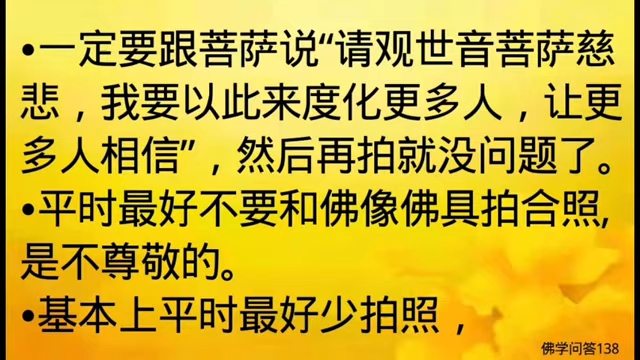 •一定要跟菩萨说“请观世音菩萨慈
悲，我要以此来度化更多人，让更
多人相信”，然后再拍就没问题了。
•平时最好不要和佛像佛具拍合照,
是不尊敬的。
•基本上平时最好少拍照，
佛学问答138